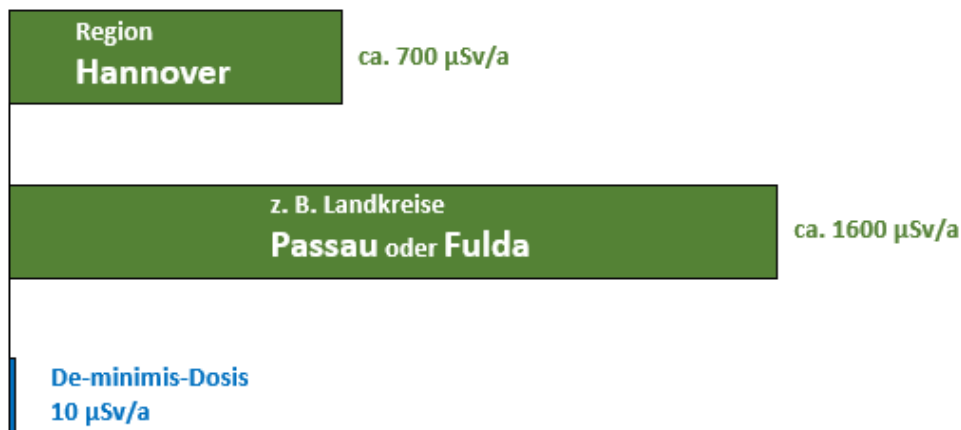 Region
Hannover
ca. 700 µSv/a
z. B. Landkreise
Passau oder Fulda
ca. 1600 µSv/a
De-minimis-Dosis
10 µSv/a